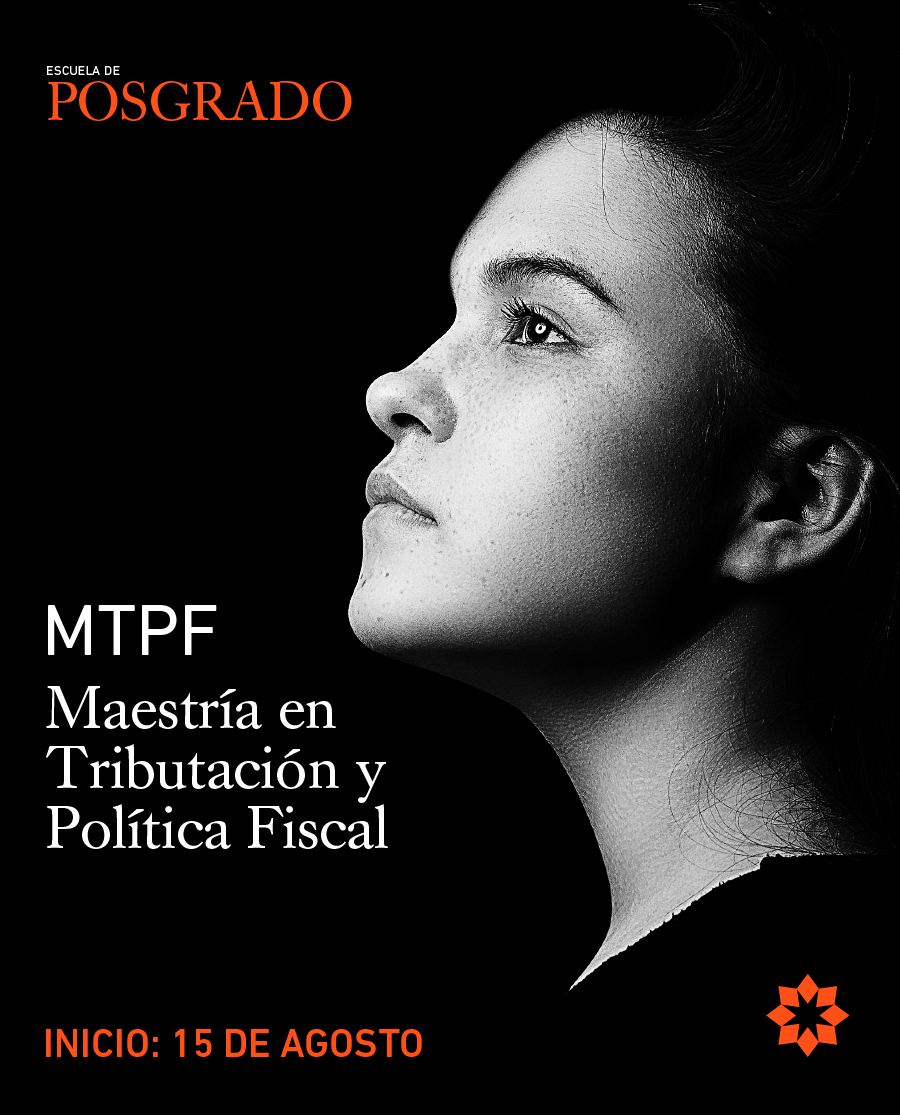 ESCUELA DE
POSGRADO
MTPF
Maestría en
Tributación y
Política Fiscal
INICIO: 15 DE AGOSTO